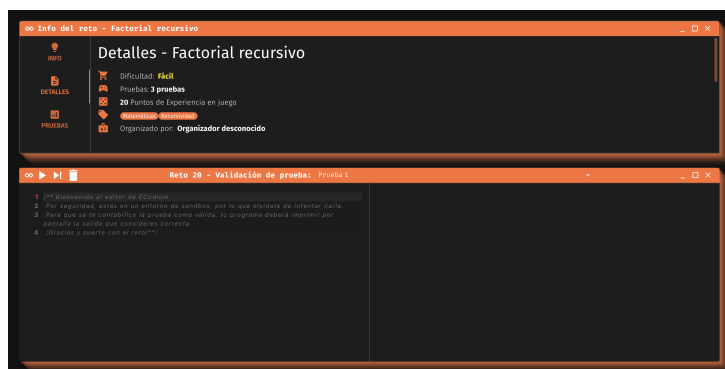 Info del reto - Factorial recursivo
INFO
DETALLES
PRUEBAS
Detalles - Factorial recursivo
Dificultad: Fácil
Pruebas: 3 pruebas
20 Puntos de Experiencia en juego
Matemáticas Recursividad
Organizado por: Organizador desconocido
Reto 20 - Validación de prueba: Prueba 1
1 /** Bienvenido al editor de ECodium.
2 Por seguridad, estás en un entorno de sandbox, por lo que olvídate de intentar liarla.
3 Para que se te contabilice la prueba como válida, tu programa deberá imprimir por
pantalla la salida que consideres correcta.
4 ¡Gracias y suerte con el reto!**/